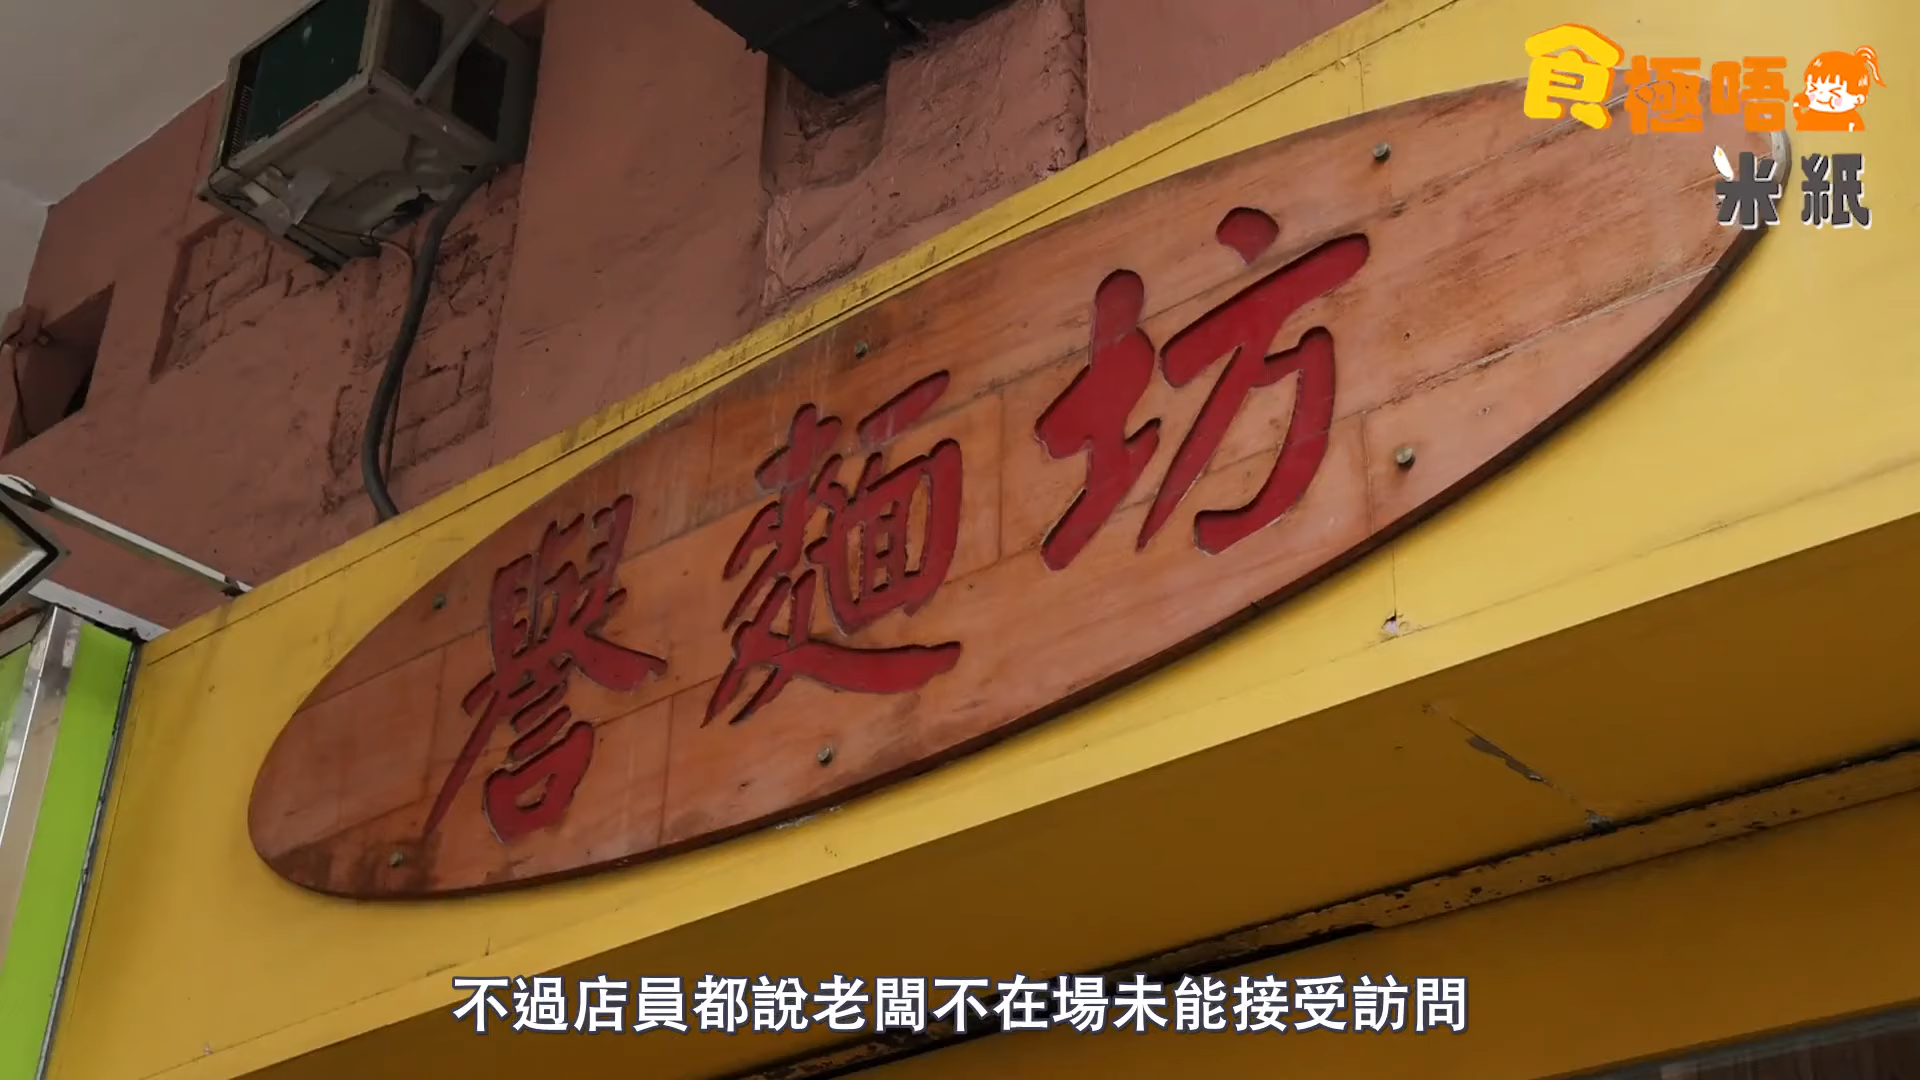 食極唔肥
米紙
譽麵坊
不過店員都說老闆不在場未能接受訪問